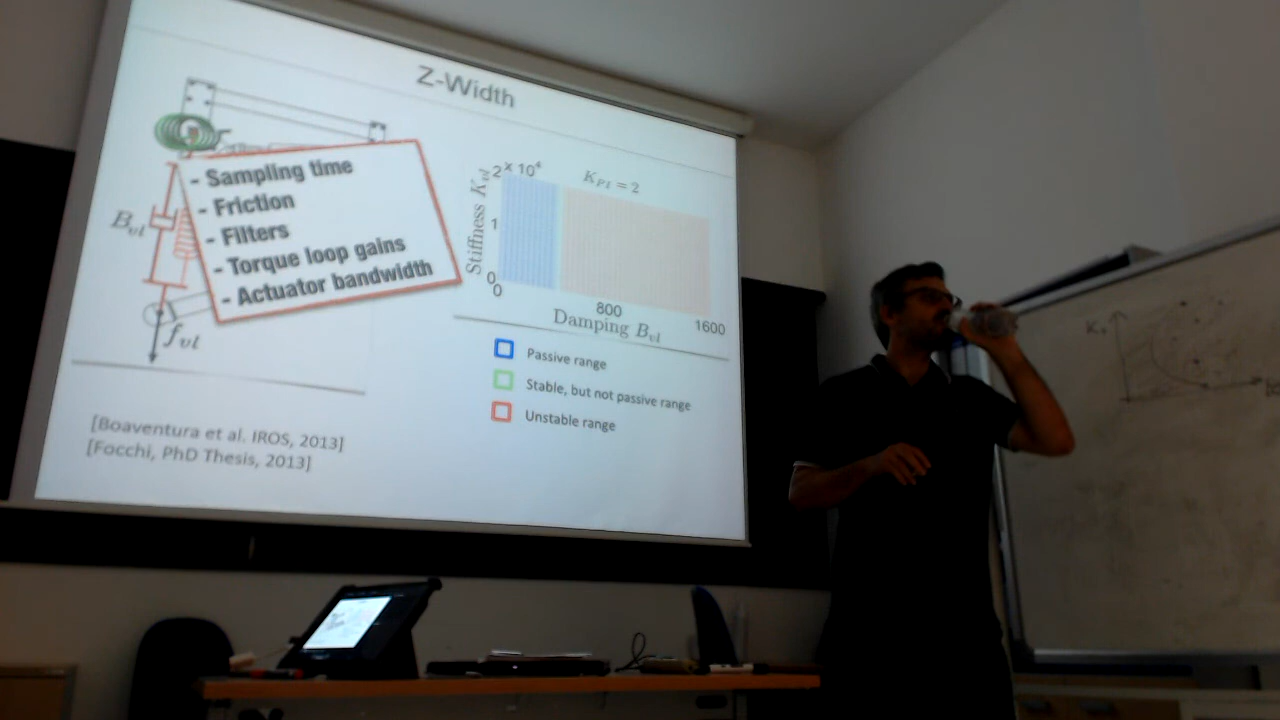 Z-Width
- Sampling time
- Friction
- Filters
- Torque loop gains
- Actuator bandwidth
B_vl
f_vl
Stiffness K_vl
2 × 10⁴
1
0
0
800
1600
K_PI = 2
Damping B_vl
Passive range
Stable, but not passive range
Unstable range
[Boaventura et al. IROS, 2013]
[Focchi, PhD Thesis, 2013]